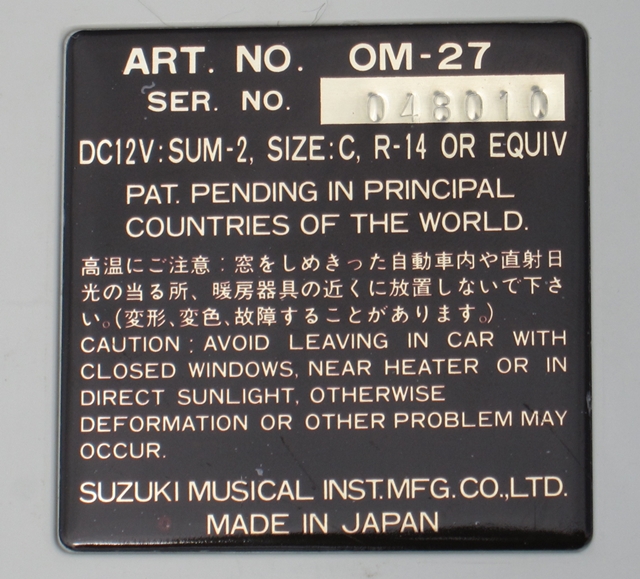 ART. NO. OM-27
SER. NO. 048010
DC12V: SUM-2, SIZE: C, R-14 OR EQUIV
PAT. PENDING IN PRINCIPAL
COUNTRIES OF THE WORLD.
高温にご注意:窓をしめきった自動車内や直射日
光の当る所、暖房器具の近くに放置しないで下さ
い。(変形、変色、故障することがあります。)
CAUTION : AVOID LEAVING IN CAR WITH
CLOSED WINDOWS, NEAR HEATER OR IN
DIRECT SUNLIGHT, OTHERWISE
DEFORMATION OR OTHER PROBLEM MAY
OCCUR.
SUZUKI MUSICAL INST.MFG.CO.,LTD.
MADE IN JAPAN